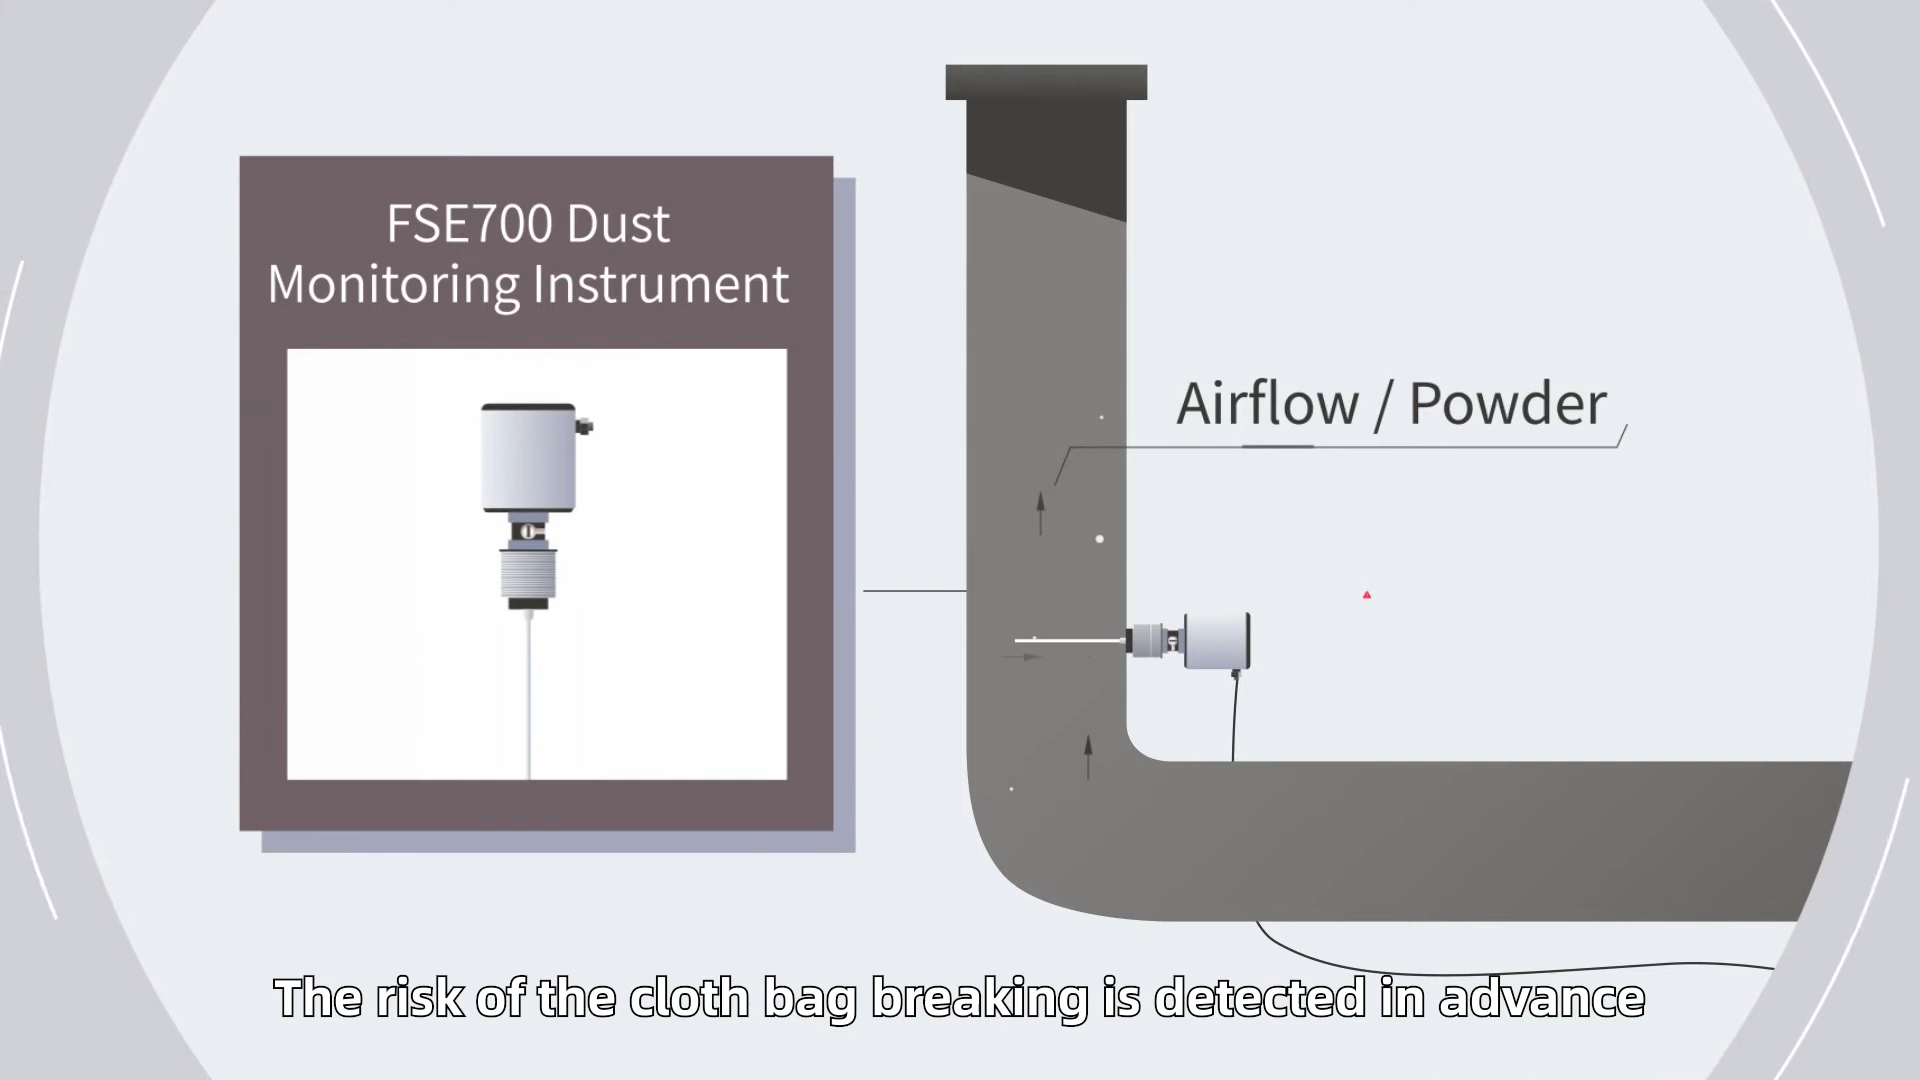 FSE700 Dust
Monitoring Instrument
Airflow / Powder
The risk of the cloth bag breaking is detected in advance